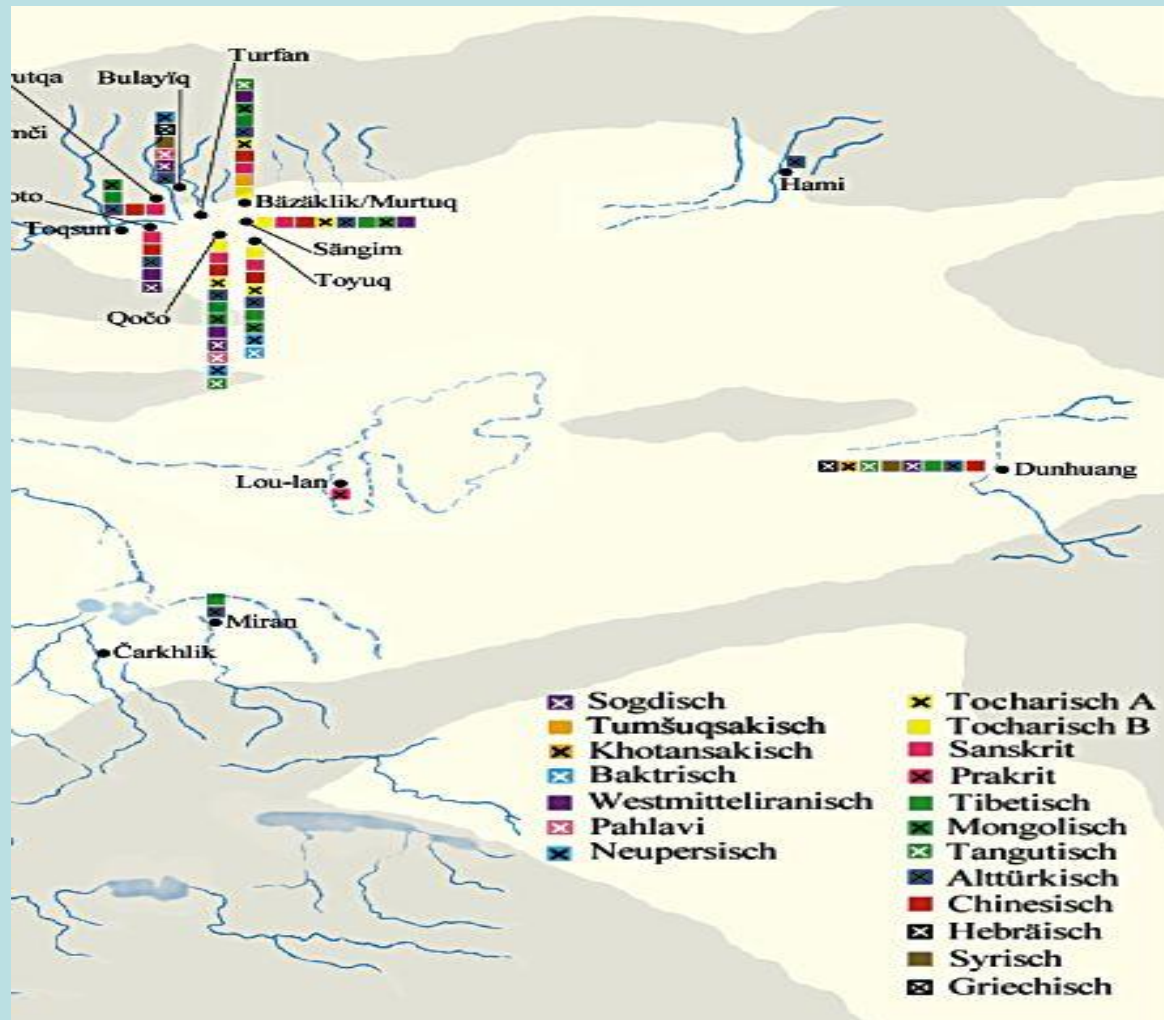 Turfan
utqa
Bulayïq
mči
Hami
oto
Bäzäklik/Murtuq
Toqsun
Sängim
Toyuq
Qočo
Lou-lan
Dunhuang
Miran
Čarkhlik
Sogdisch
Tumšuqsakisch
Khotansakisch
Baktrisch
Westmitteliranisch
Pahlavi
Neupersisch
Tocharisch A
Tocharisch B
Sanskrit
Prakrit
Tibetisch
Mongolisch
Tangutisch
Alttürkisch
Chinesisch
Hebräisch
Syrisch
Griechisch